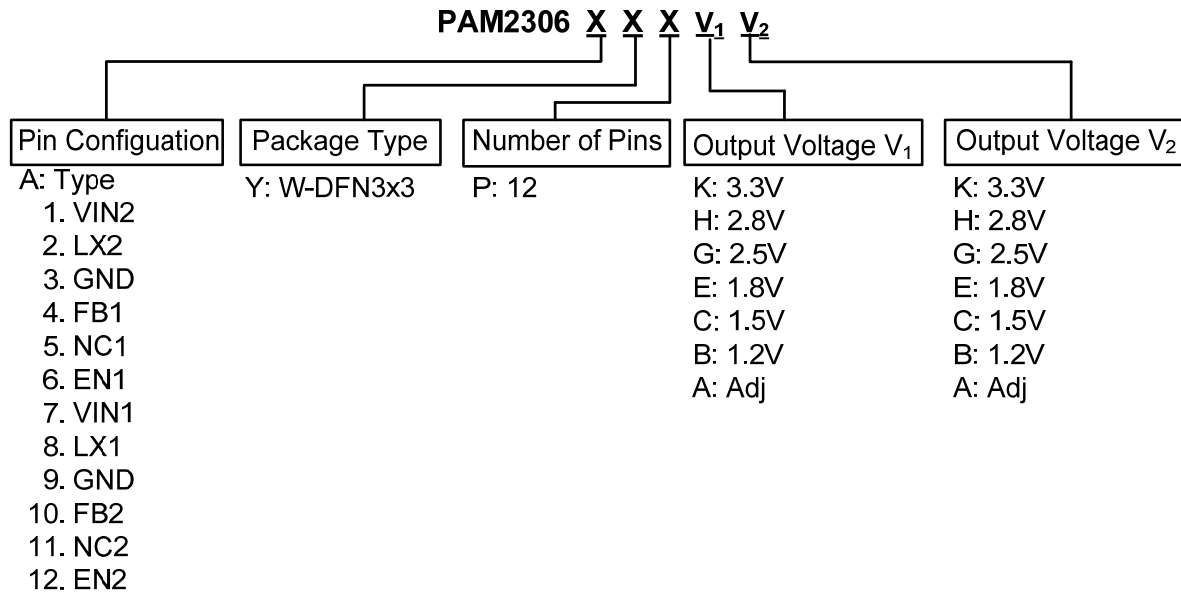 PAM2306 X X X V1 V2
Pin Configuation
A: Type
1. VIN2
2. LX2
3. GND
4. FB1
5. NC1
6. EN1
7. VIN1
8. LX1
9. GND
10. FB2
11. NC2
12. EN2
Package Type
Y: W-DFN3x3
Number of Pins
P: 12
Output Voltage V1
K: 3.3V
H: 2.8V
G: 2.5V
E: 1.8V
C: 1.5V
B: 1.2V
A: Adj
Output Voltage V2
K: 3.3V
H: 2.8V
G: 2.5V
E: 1.8V
C: 1.5V
B: 1.2V
A: Adj